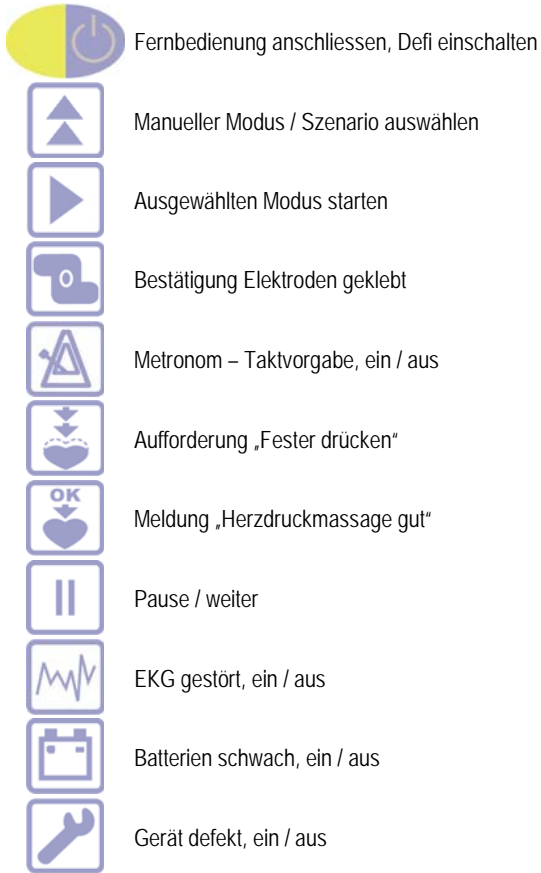 Fernbedienung anschliessen, Defi einschalten
Manueller Modus / Szenario auswählen
Ausgewählten Modus starten
Bestätigung Elektroden geklebt
Metronom – Taktvorgabe, ein / aus
Aufforderung „Fester drücken“
OK
Meldung „Herzdruckmassage gut“
Pause / weiter
EKG gestört, ein / aus
Batterien schwach, ein / aus
Gerät defekt, ein / aus